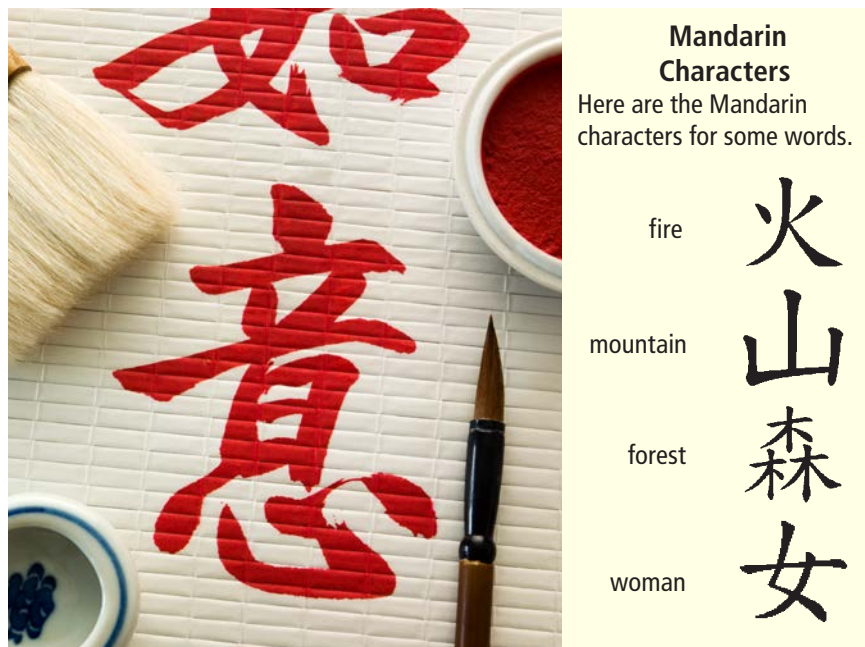 如
意
Mandarin
Characters
Here are the Mandarin
characters for some words.
fire 火
mountain 山
forest 森
woman 女